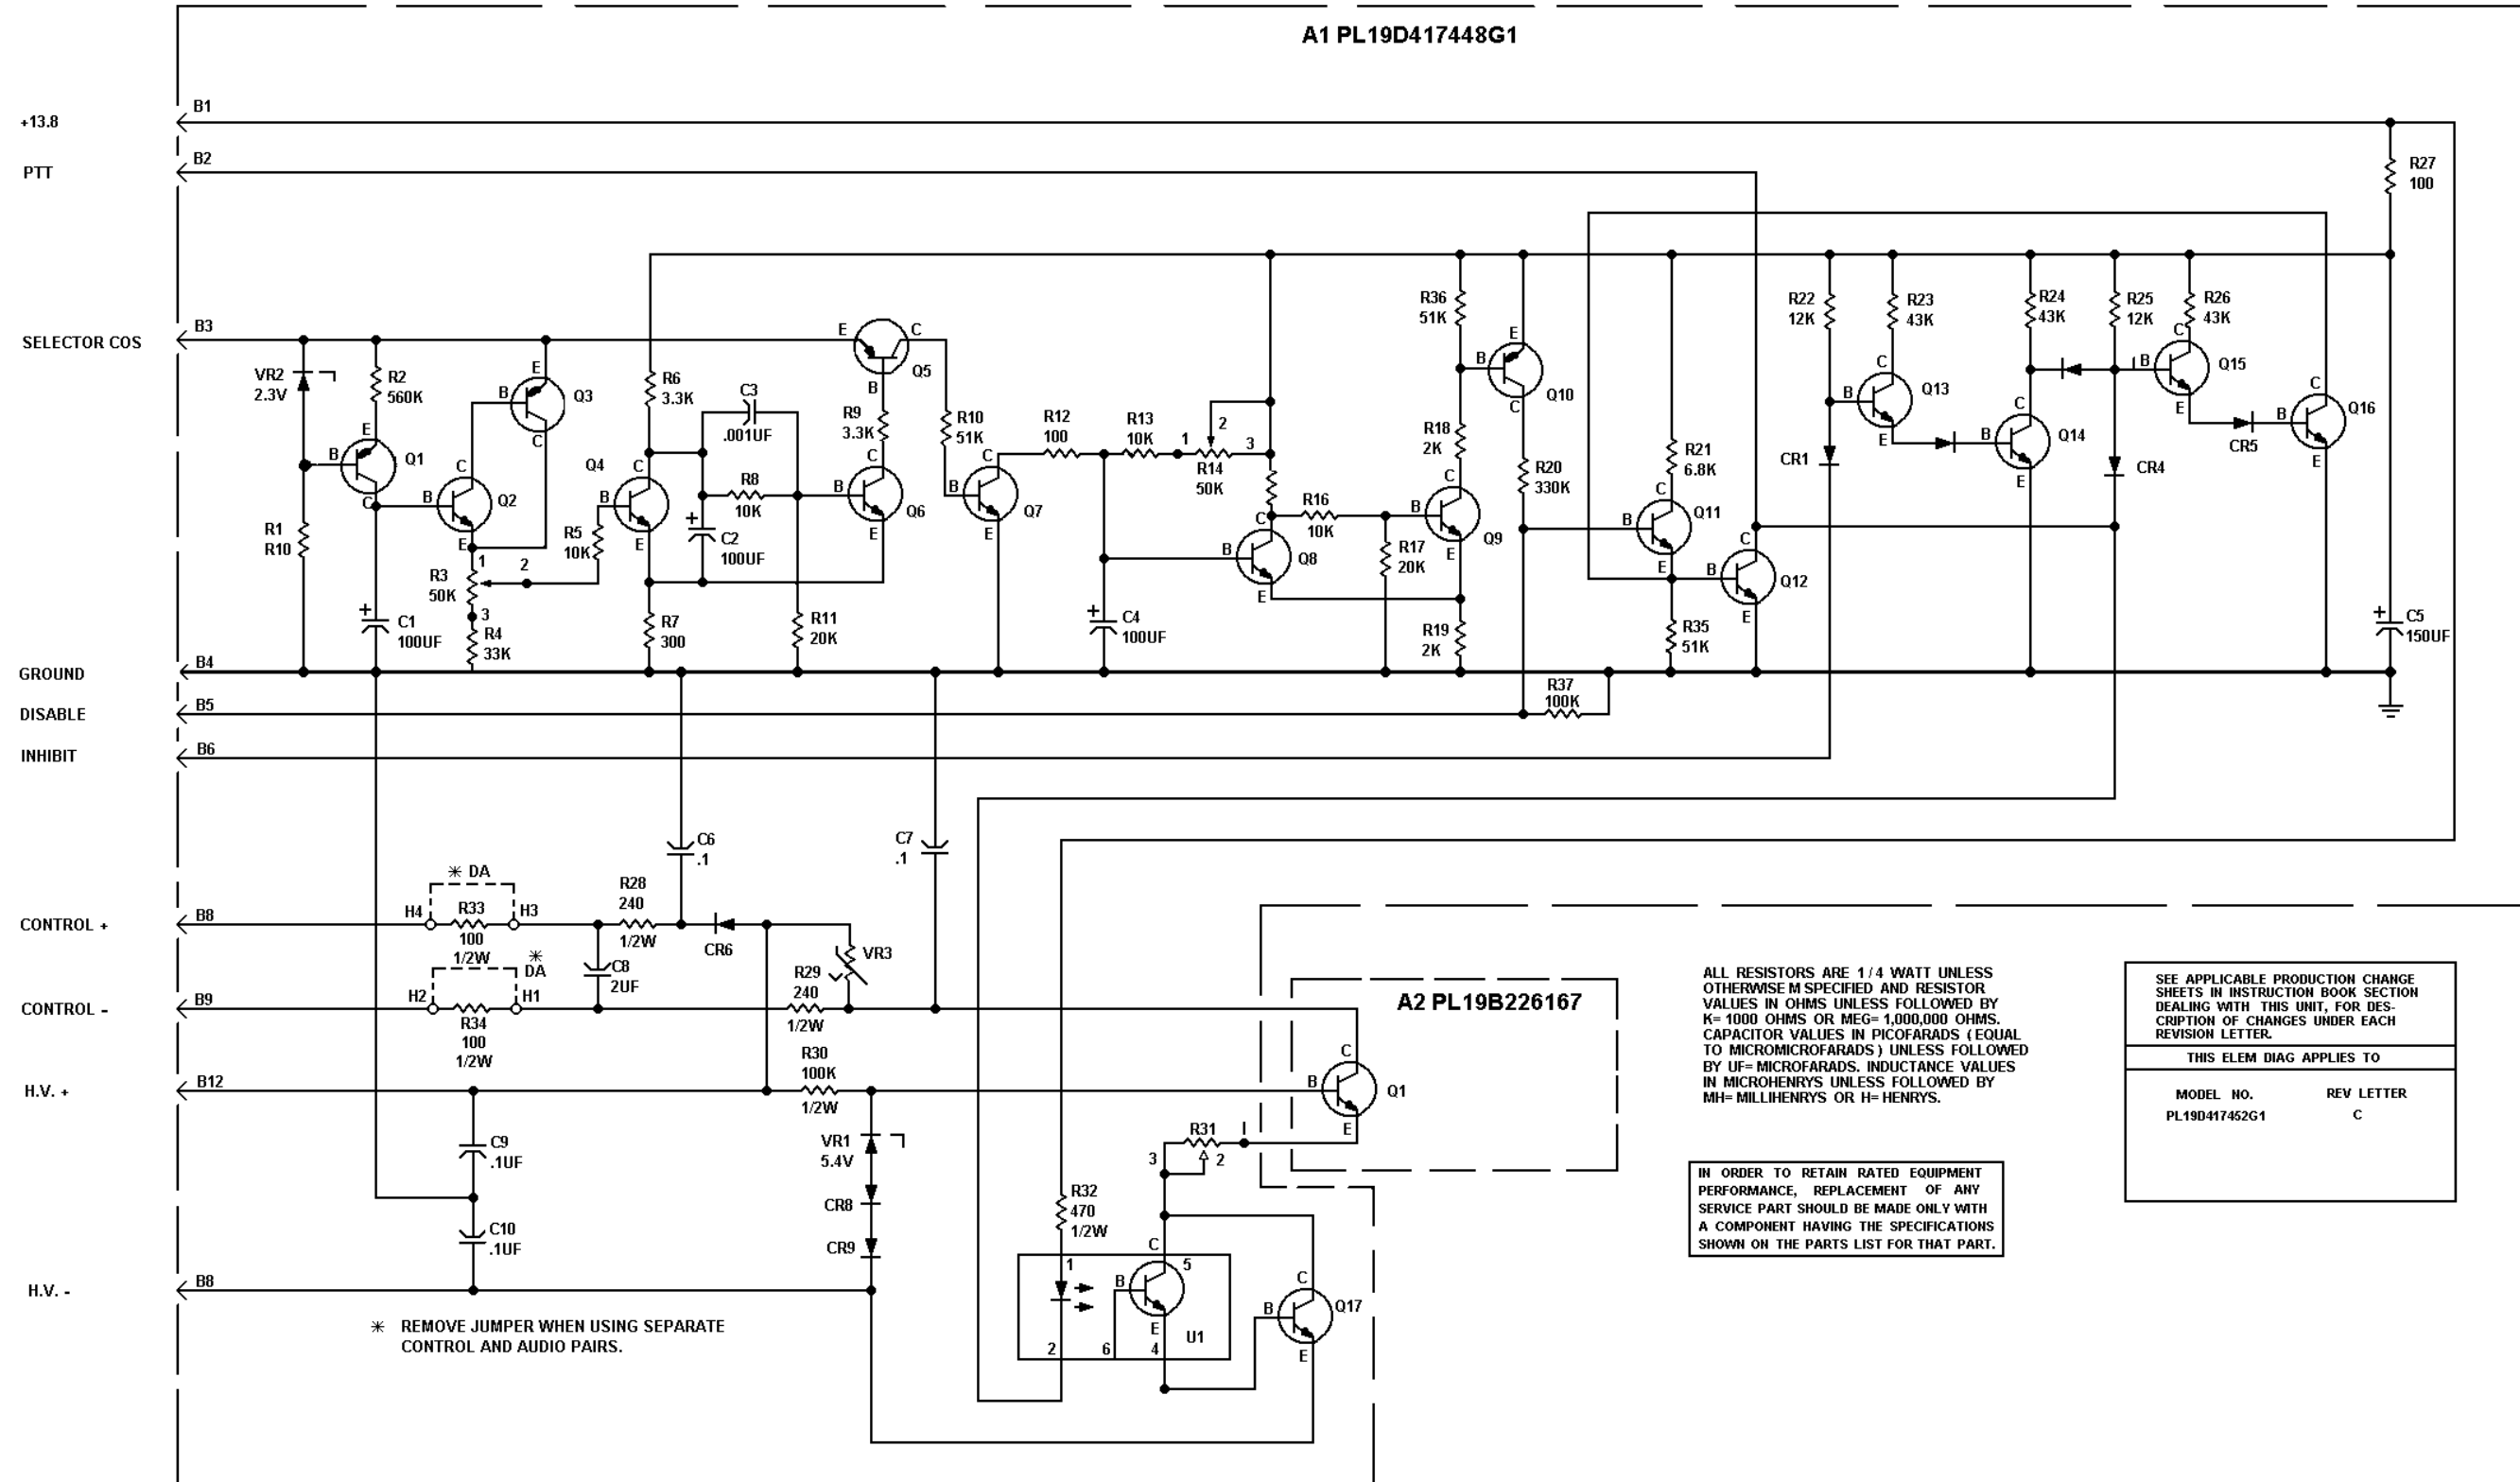 A1 PL19D417448G1
+13.8
B1
PTT
B2
R27
100
SELECTOR COS
B3
VR2
2.3V
R2
560K
E
B
Q1
C
R1
R10
C1
100UF
+
C
B
Q2
E
E
B
Q3
C
R3
50K
1
2
3
R4
33K
R5
10K
Q4
C
B
E
R6
3.3K
C3
.001UF
R8
10K
+
C2
100UF
R7
300
R11
20K
E
C
B
Q5
R9
3.3K
C
B
Q6
E
R10
51K
C
B
Q7
E
R12
100
R13
10K
1
2
3
R14
50K
+
C4
100UF
R16
10K
C
B
Q8
E
R17
20K
R36
51K
R18
2K
C
B
Q9
E
R19
2K
E
B
Q10
C
R20
330K
R21
6.8K
C
B
Q11
E
R35
51K
C
B
Q12
E
R22
12K
CR1
R23
43K
C
B
Q13
E
R24
43K
C
B
Q14
E
R25
12K
CR4
R26
43K
C
B
Q15
E
CR5
C
B
Q16
E
+
C5
150UF
GROUND
B4
DISABLE
B5
R37
100K
INHIBIT
B6
C6
.1
C7
.1
CONTROL +
B8
* DA
H4
R33
H3
100
1/2W
R28
240
1/2W
CR6
VR3
C8
2UF
CONTROL -
B9
*
DA
H2
H1
R34
100
1/2W
R29
240
1/2W
H.V. +
B12
R30
100K
1/2W
C9
.1UF
C10
.1UF
VR1
5.4V
CR8
CR9
H.V. -
B8
A2 PL19B226167
C
B
Q1
E
R31
1
3
2
R32
470
1/2W
1
C
5
B
E
U1
2
6
4
C
B
Q17
E
* REMOVE JUMPER WHEN USING SEPARATE
CONTROL AND AUDIO PAIRS.
ALL RESISTORS ARE 1/4 WATT UNLESS
OTHERWISE M SPECIFIED AND RESISTOR
VALUES IN OHMS UNLESS FOLLOWED BY
K= 1000 OHMS OR MEG= 1,000,000 OHMS.
CAPACITOR VALUES IN PICOFARADS (EQUAL
TO MICROMICROFARADS) UNLESS FOLLOWED
BY UF= MICROFARADS. INDUCTANCE VALUES
IN MICROHENRYS UNLESS FOLLOWED BY
MH= MILLIHENRYS OR H= HENRYS.
IN ORDER TO RETAIN RATED EQUIPMENT
PERFORMANCE, REPLACEMENT OF ANY
SERVICE PART SHOULD BE MADE ONLY WITH
A COMPONENT HAVING THE SPECIFICATIONS
SHOWN ON THE PARTS LIST FOR THAT PART.
SEE APPLICABLE PRODUCTION CHANGE
SHEETS IN INSTRUCTION BOOK SECTION
DEALING WITH THIS UNIT, FOR DES-
CRIPTION OF CHANGES UNDER EACH
REVISION LETTER.
THIS ELEM DIAG APPLIES TO
MODEL NO. REV LETTER
PL19D417452G1 C